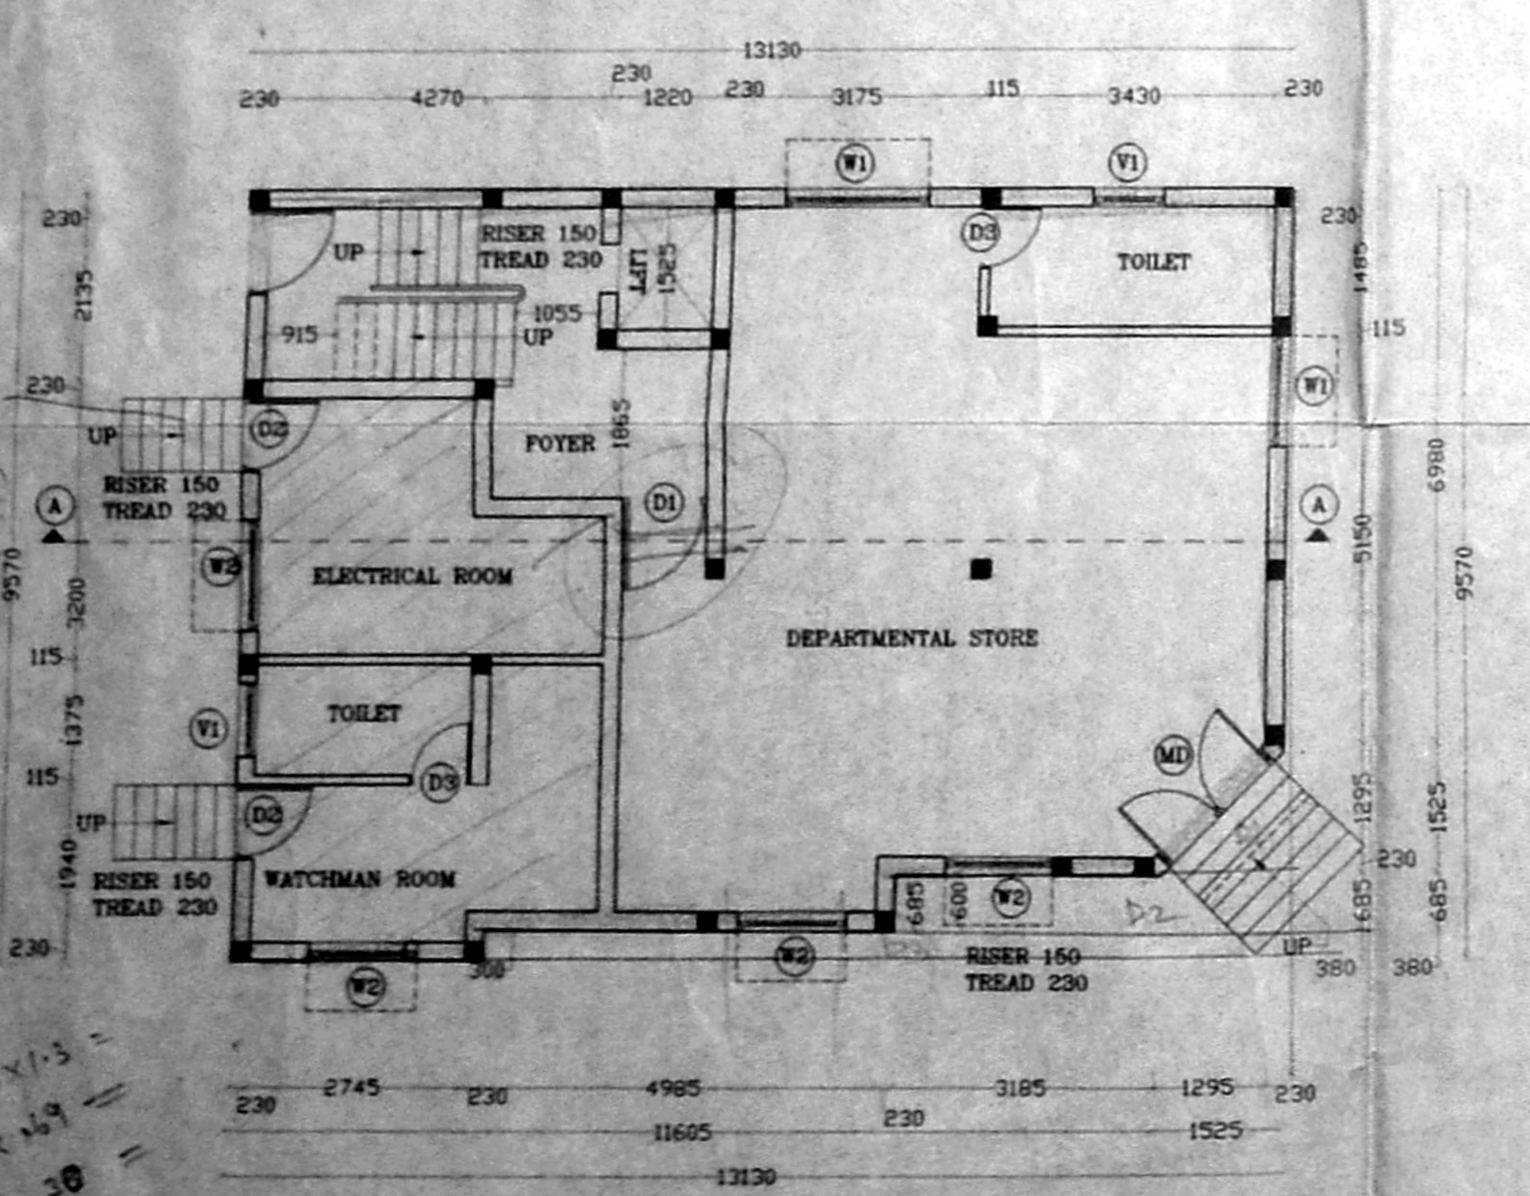 13130
230
230 4270 1220 230 3175 115 3430 230
W1 V1
230 230
RISER 150
TREAD 230
UP
LIFT
1525
D3
TOILET
1485
2135
915
1055
UP
115
230
W1
UP D2
FOYER
1865
6980
RISER 150
TREAD 230
A D1 A
5150
W2
ELECTRICAL ROOM
9570 3200 9570
DEPARTMENTAL STORE
115
TOILET
V1
1375
MD
115 D3
1295 1525
UP D2
230
1940
RISER 150
TREAD 230
WATCHMAN ROOM
685 600 W2
D2
685 685
230
W2
UP
RISER 150
TREAD 230
300
380 380
W2
x1.3 =
2745 4985 3185 1295
230 230 230 230
11605 1525
13130